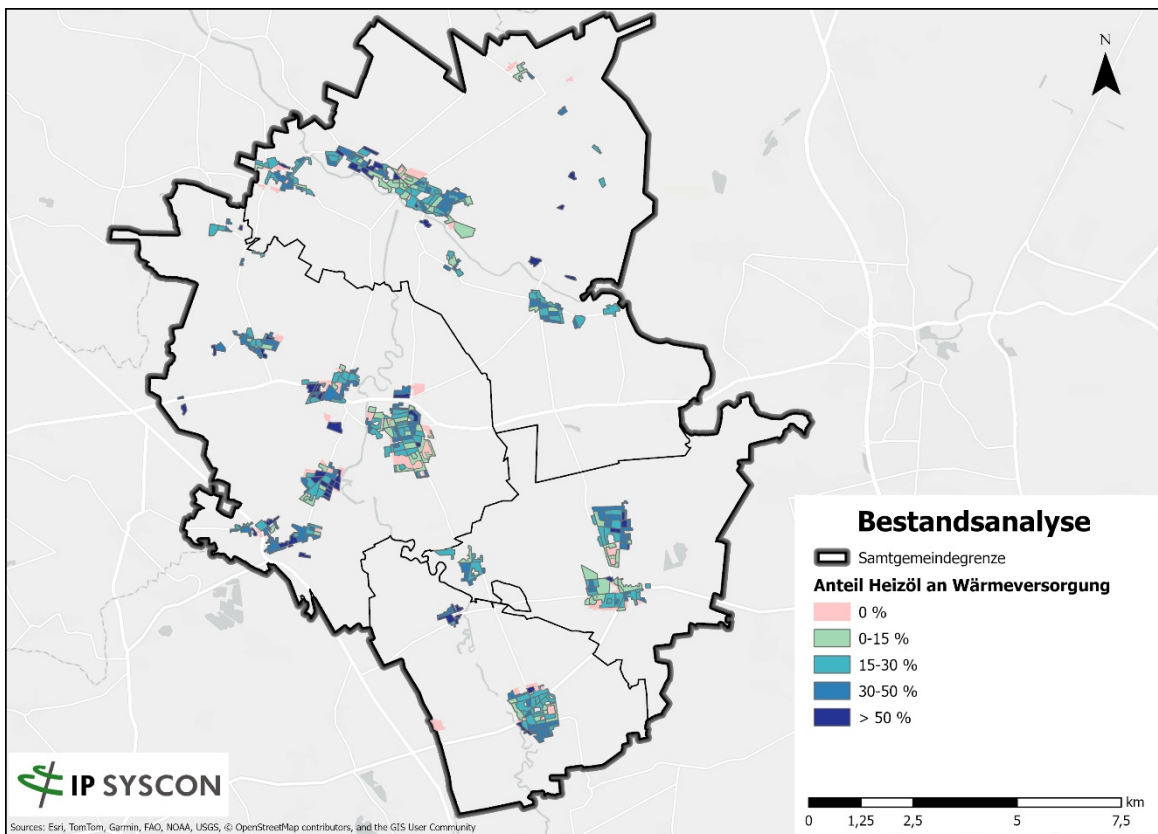 N
Bestandsanalyse
Samtgemeindegrenze
Anteil Heizöl an Wärmeversorgung
0 %
0-15 %
15-30 %
30-50 %
> 50 %
km
0 1,25 2,5 5 7,5
IP SYSCON
Sources: Esri, TomTom, Garmin, FAO, NOAA, USGS, © OpenStreetMap contributors, and the GIS User Community